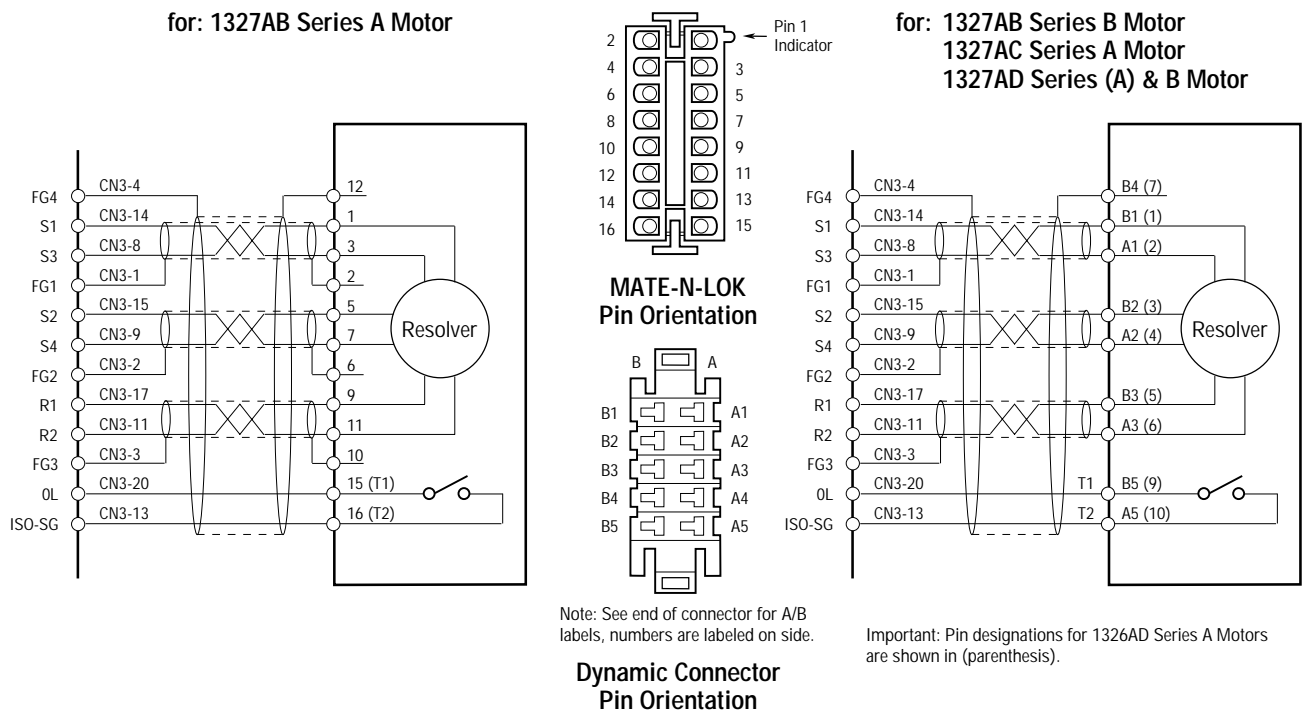 for: 1327AB Series A Motor
FG4
S1
S3
FG1
S2
S4
FG2
R1
R2
FG3
OL
ISO-SG
CN3-4
CN3-14
CN3-8
CN3-1
CN3-15
CN3-9
CN3-2
CN3-17
CN3-11
CN3-3
CN3-20
CN3-13
12
1
3
2
5
7
6
9
11
10
15 (T1)
16 (T2)
Resolver
Pin 1
Indicator
2
4
6
8
10
12
14
16
3
5
7
9
11
13
15
MATE-N-LOK
Pin Orientation
B A
B1 A1
B2 A2
B3 A3
B4 A4
B5 A5
Note: See end of connector for A/B
labels, numbers are labeled on side.
Dynamic Connector
Pin Orientation
for: 1327AB Series B Motor
1327AC Series A Motor
1327AD Series (A) & B Motor
FG4
S1
S3
FG1
S2
S4
FG2
R1
R2
FG3
OL
ISO-SG
CN3-4
CN3-14
CN3-8
CN3-1
CN3-15
CN3-9
CN3-2
CN3-17
CN3-11
CN3-3
CN3-20
CN3-13
B4 (7)
B1 (1)
A1 (2)
B2 (3)
A2 (4)
B3 (5)
A3 (6)
T1 B5 (9)
T2 A5 (10)
Resolver
Important: Pin designations for 1326AD Series A Motors
are shown in (parenthesis).